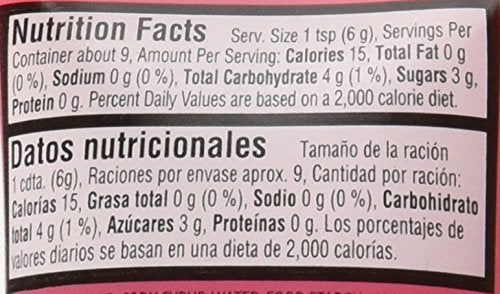 Nutrition Facts Serv. Size 1 tsp (6 g), Servings Per
Container about 9, Amount Per Serving: Calories 15, Total Fat 0 g
(0 %), Sodium 0 g (0 %), Total Carbohydrate 4 g (1 %), Sugars 3 g,
Protein 0 g. Percent Daily Values are based on a 2,000 calorie diet.
Datos nutricionales Tamaño de la ración
1 cdta. (6g), Raciones por envase aprox. 9, Cantidad por ración:
Calorías 15, Grasa total 0 g (0 %), Sodio 0 g (0 %), Carbohidrato
total 4 g (1 %), Azúcares 3 g, Proteínas 0 g. Los porcentajes de
valores diarios se basan en una dieta de 2,000 calorías.